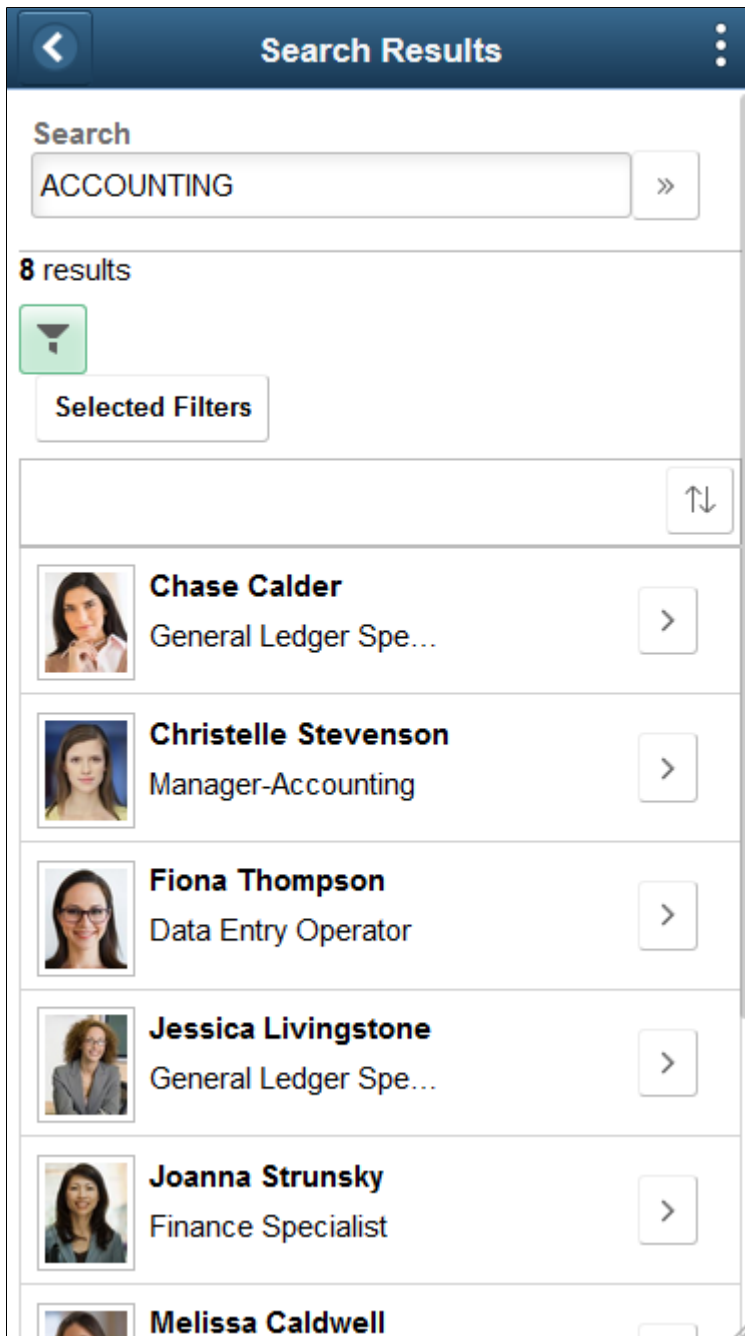 Search Results
Search
ACCOUNTING
8 results
Selected Filters
Chase Calder
General Ledger Spe...
Christelle Stevenson
Manager-Accounting
Fiona Thompson
Data Entry Operator
Jessica Livingstone
General Ledger Spe...
Joanna Strunsky
Finance Specialist
Melissa Caldwell